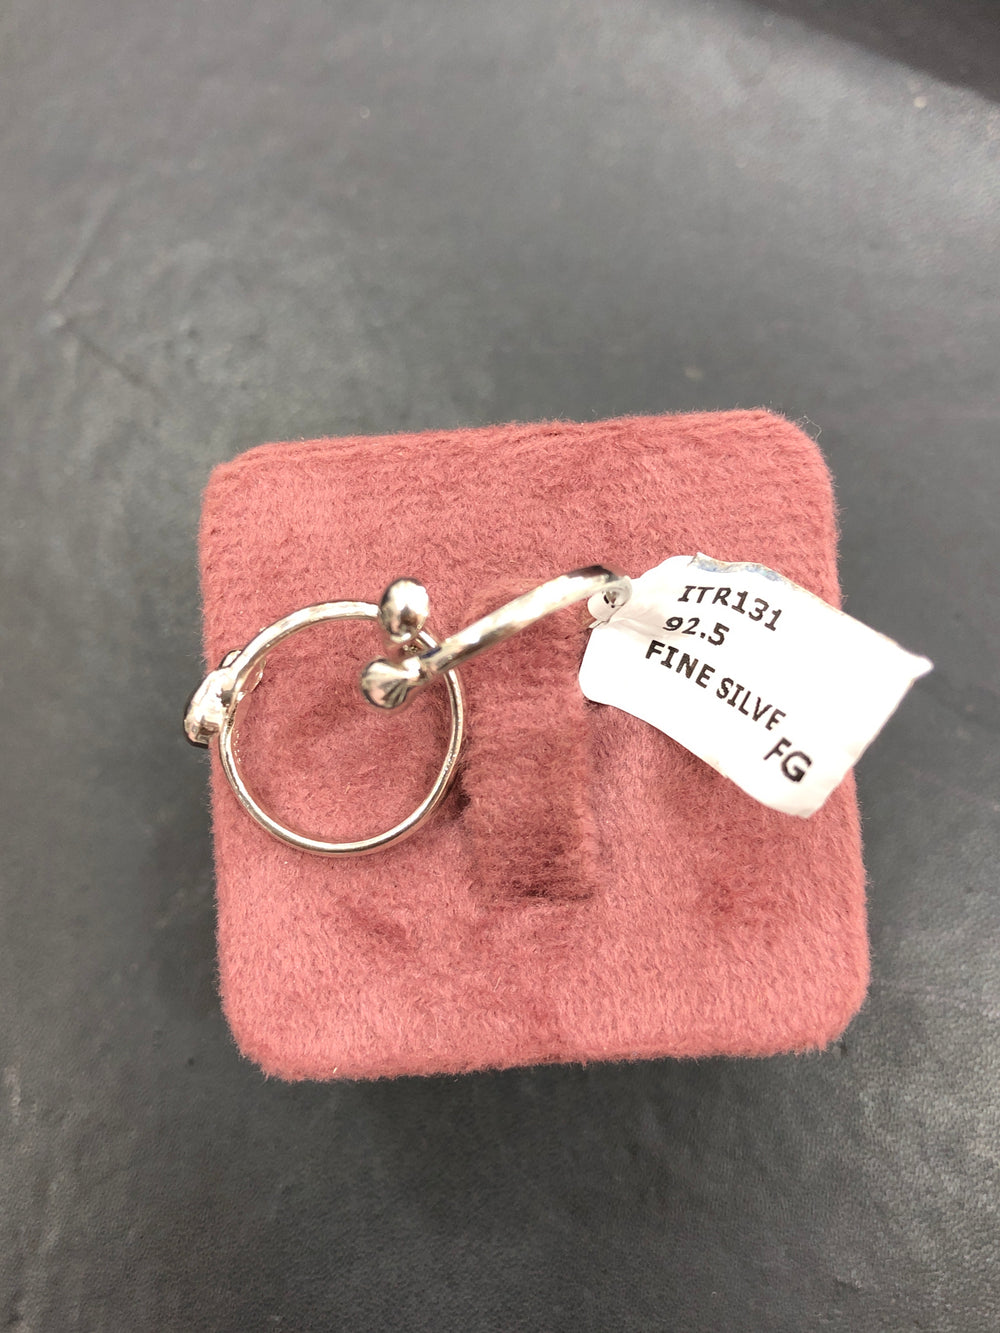 ITR131
92.5
FINE SILVE
FG